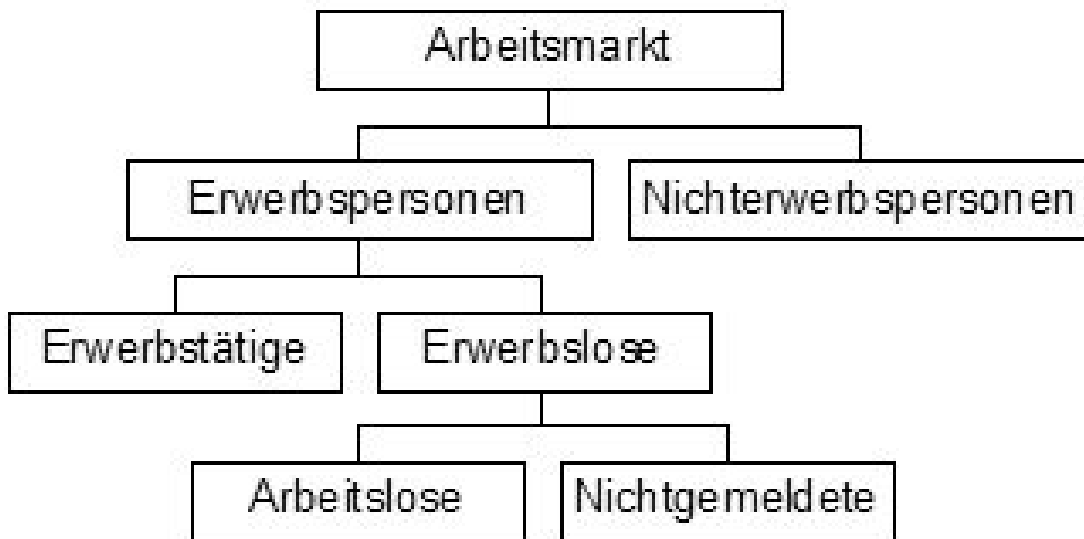 Arbeitsmarkt
Erwerbspersonen
Nichterwerbspersonen
Erwerbstätige
Erwerbslose
Arbeitslose
Nichtgemeldete